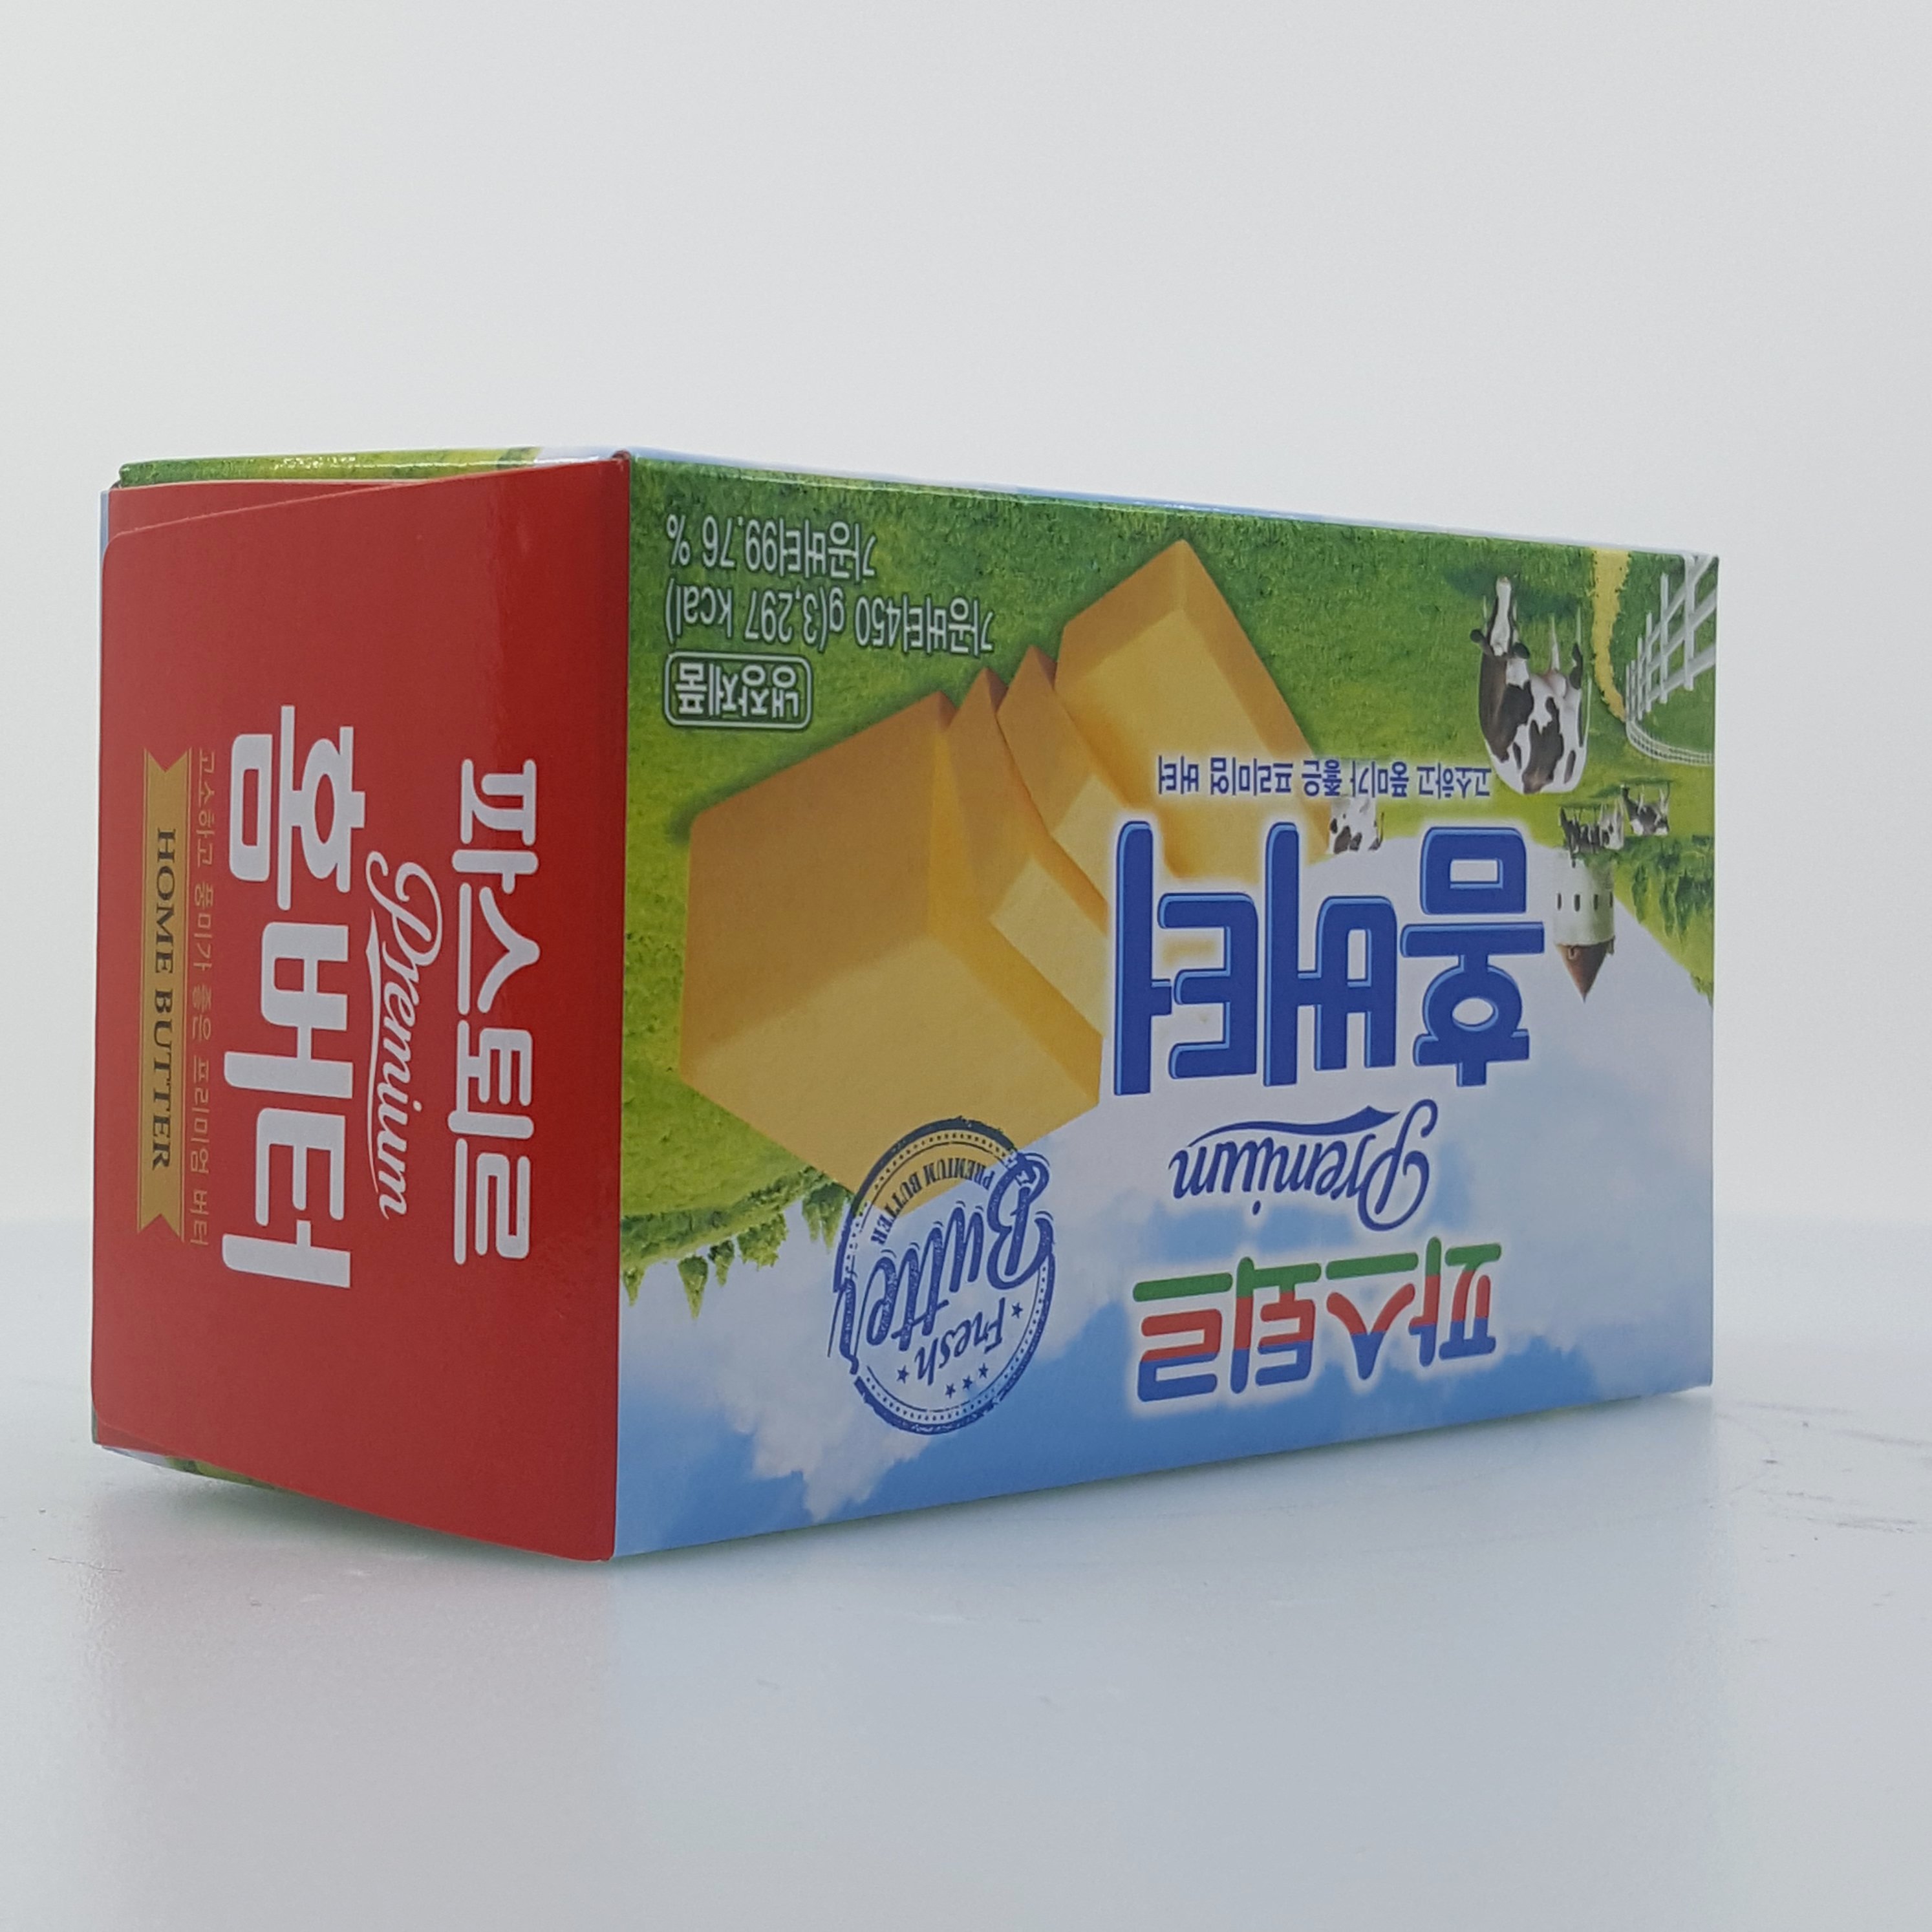 파스퇴르
Premium
홈버터
고소하고 풍미가 좋은 프리미엄 버터
HOME BUTTER
파스퇴르
Premium
홈버터
고소하고 풍미가 좋은 프리미엄 버터
Fresh
Butter
PREMIUM BUTTER
냉장제품
가공버터450 g(3,297 kcal)
가공버터99.76 %